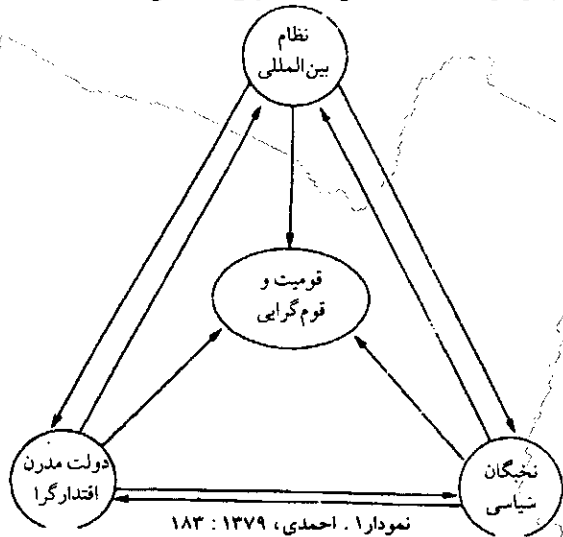 نظام
بین‌المللی
قومیت و
قوم‌گرایی
دولت مدرن
اقتدارگرا
نخبگان
سیاسی
نمودار۱ . احمدی، ۱۳۷۹ : ۱۸۳